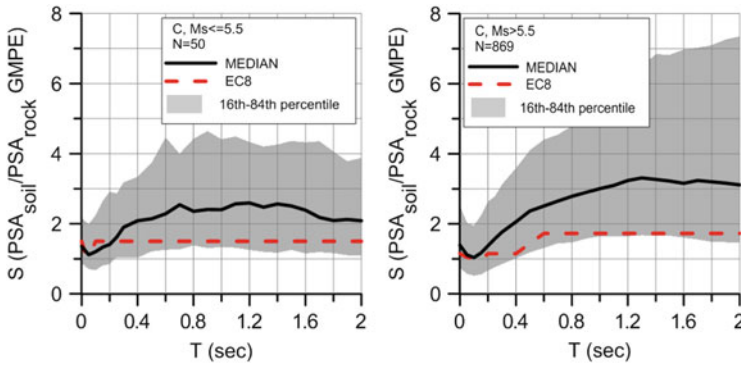 C, Ms<=5.5
N=50
MEDIAN
EC8
16th-84th percentile
8
6
4
2
0
0 0.4 0.8 1.2 1.6 2
T (sec)
S (PSAsoil/PSArock GMPE)
C, Ms>5.5
N=869
MEDIAN
EC8
16th-84th percentile
8
6
4
2
0
0 0.4 0.8 1.2 1.6 2
T (sec)
S (PSAsoil/PSArock GMPE)